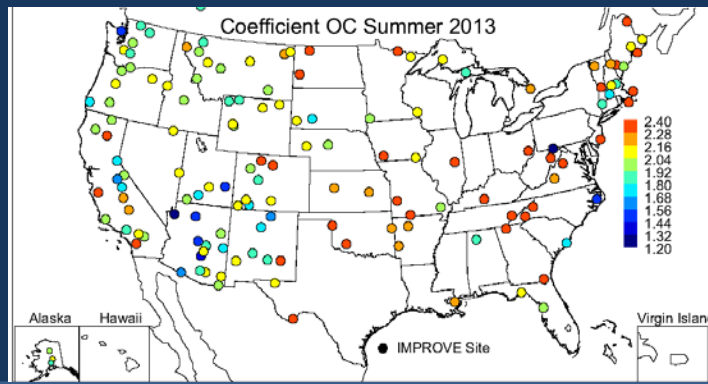 Coefficient OC Summer 2013
2.40
2.28
2.16
2.04
1.92
1.80
1.68
1.56
1.44
1.32
1.20
Alaska
Hawaii
IMPROVE Site
Virgin Island